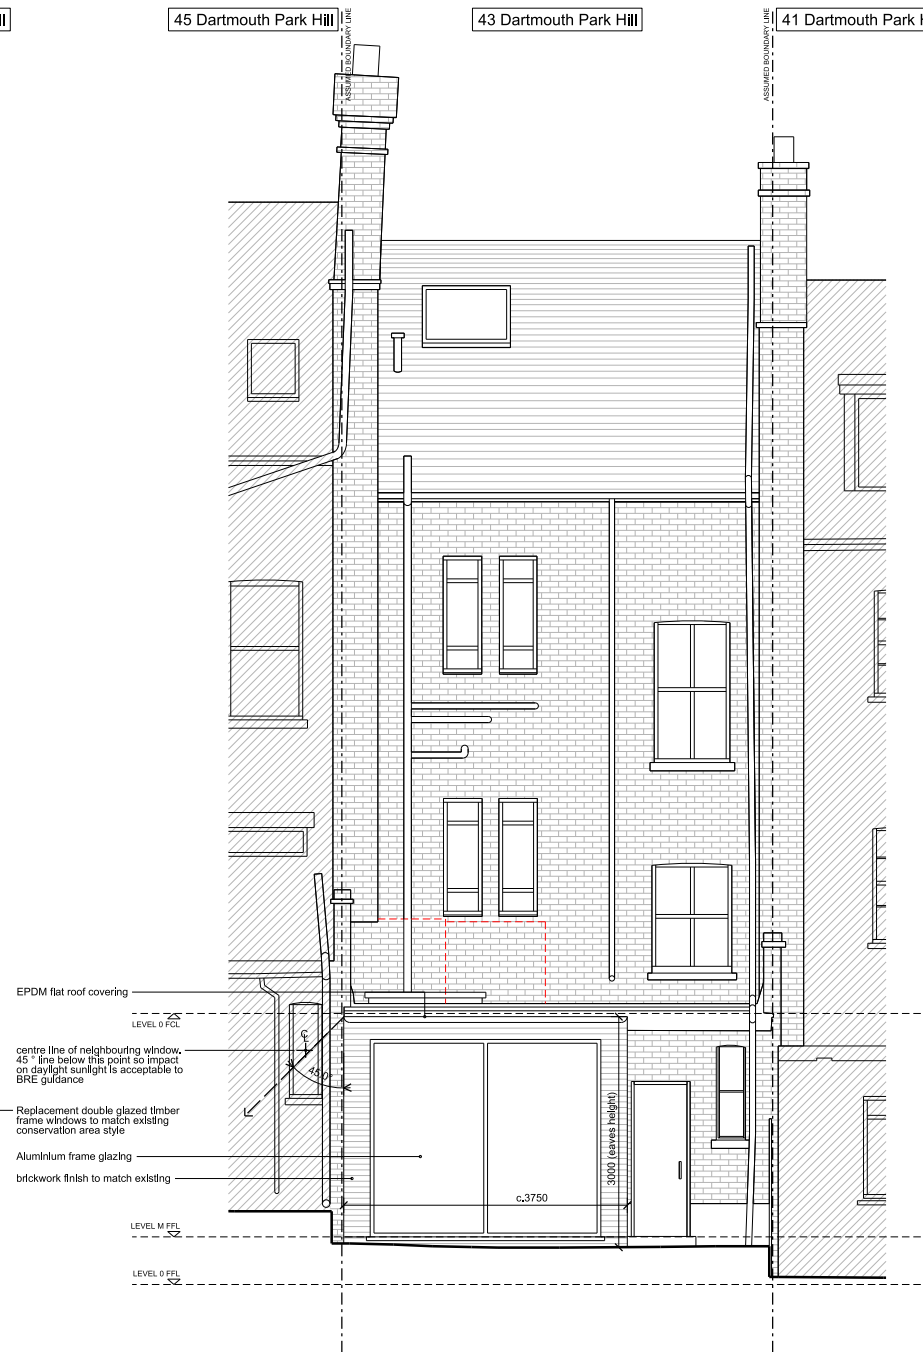 45 Dartmouth Park Hill
43 Dartmouth Park Hill
41 Dartmouth Park H
ASSUMED BOUNDARY LINE
ASSUMED BOUNDARY LINE
EPDM flat roof covering
LEVEL 0 FCL
centre line of neighbouring window.
45 ° line below this point so impact
on daylight sunlight is acceptable to
BRE guidance
CL
45.0°
Replacement double glazed timber
frame windows to match existing
conservation area style
Aluminium frame glazing
brickwork finish to match existing
3000 (eaves height)
c.3750
LEVEL M FFL
LEVEL 0 FFL